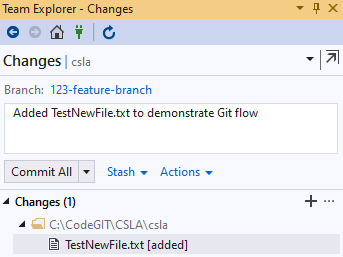 Team Explorer - Changes
Changes | csla
Branch: 123-feature-branch
Added TestNewFile.txt to demonstrate Git flow
Commit All Stash Actions
Changes (1)
C:\CodeGIT\CSLA\csla
TestNewFile.txt [added]